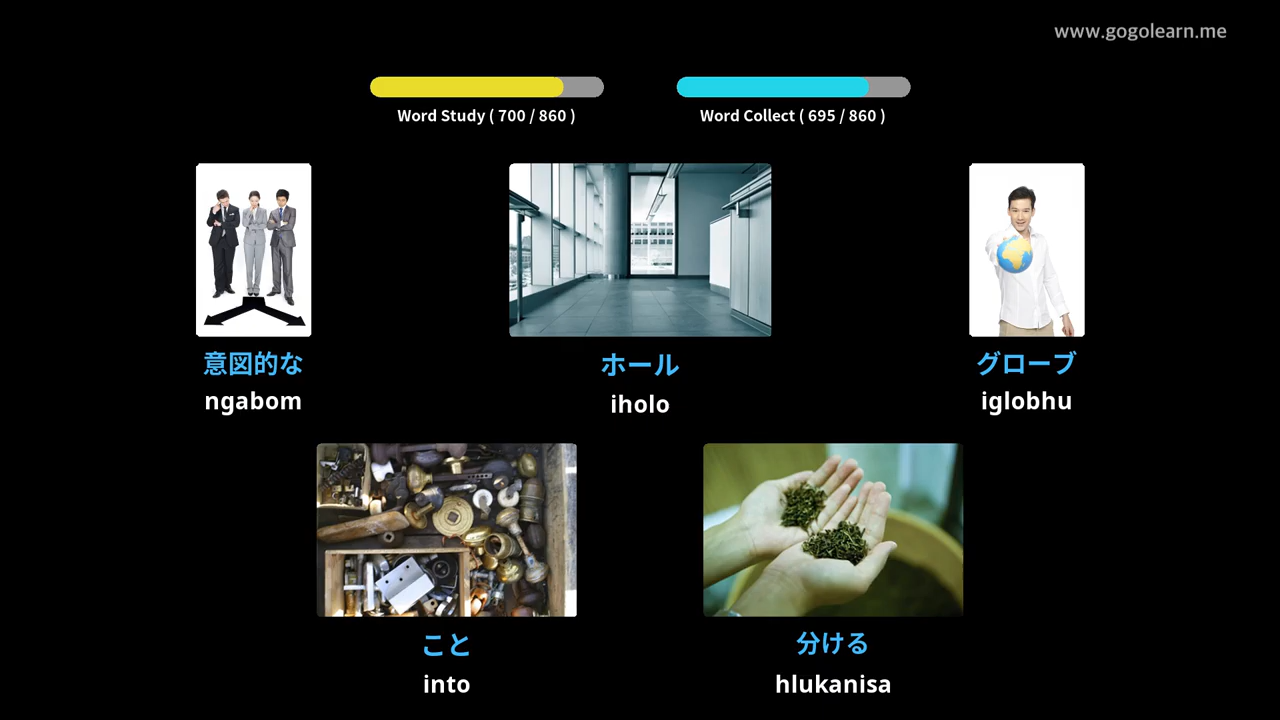 www.gogolearn.me
Word Study ( 700 / 860 )
Word Collect ( 695 / 860 )
意図的な
ngabom
ホール
iholo
グローブ
iglobhu
こと
into
分ける
hlukanisa